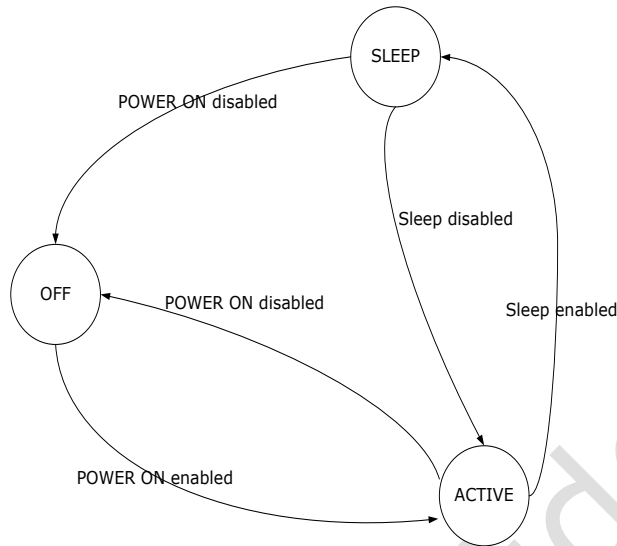 SLEEP
POWER ON disabled
Sleep disabled
OFF
POWER ON disabled
Sleep enabled
POWER ON enabled
ACTIVE